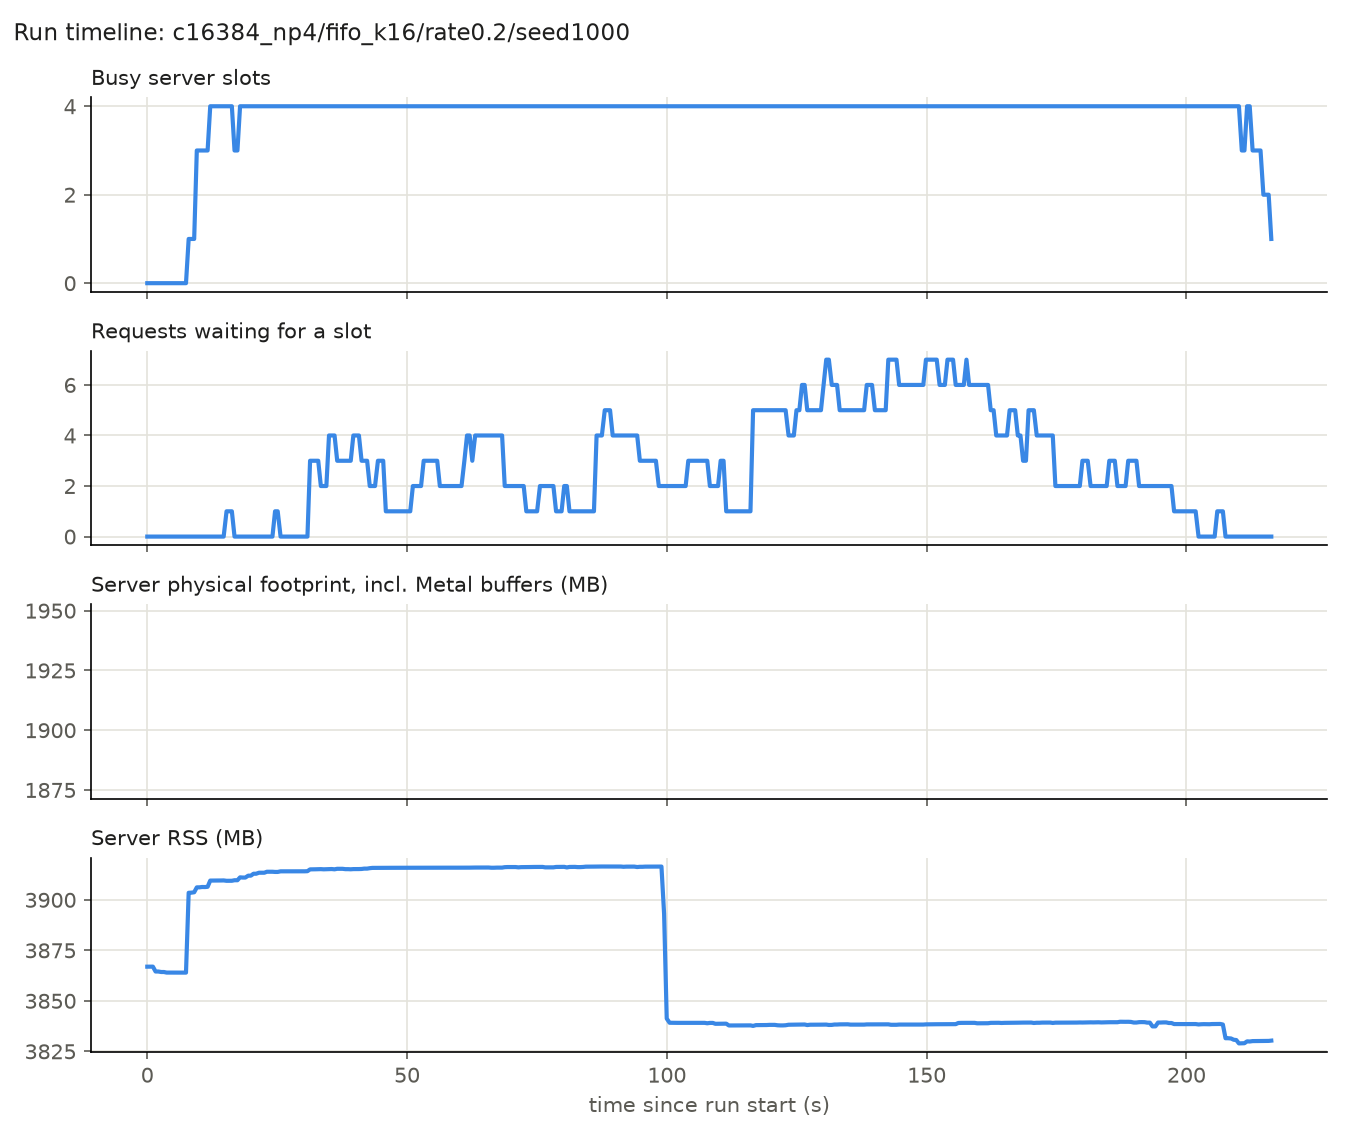 Run timeline: c16384_np4/fifo_k16/rate0.2/seed1000
Busy server slots
4
2
0
Requests waiting for a slot
6
4
2
0
Server physical footprint, incl. Metal buffers (MB)
1950
1925
1900
1875
Server RSS (MB)
3900
3875
3850
3825
0 50 100 150 200
time since run start (s)